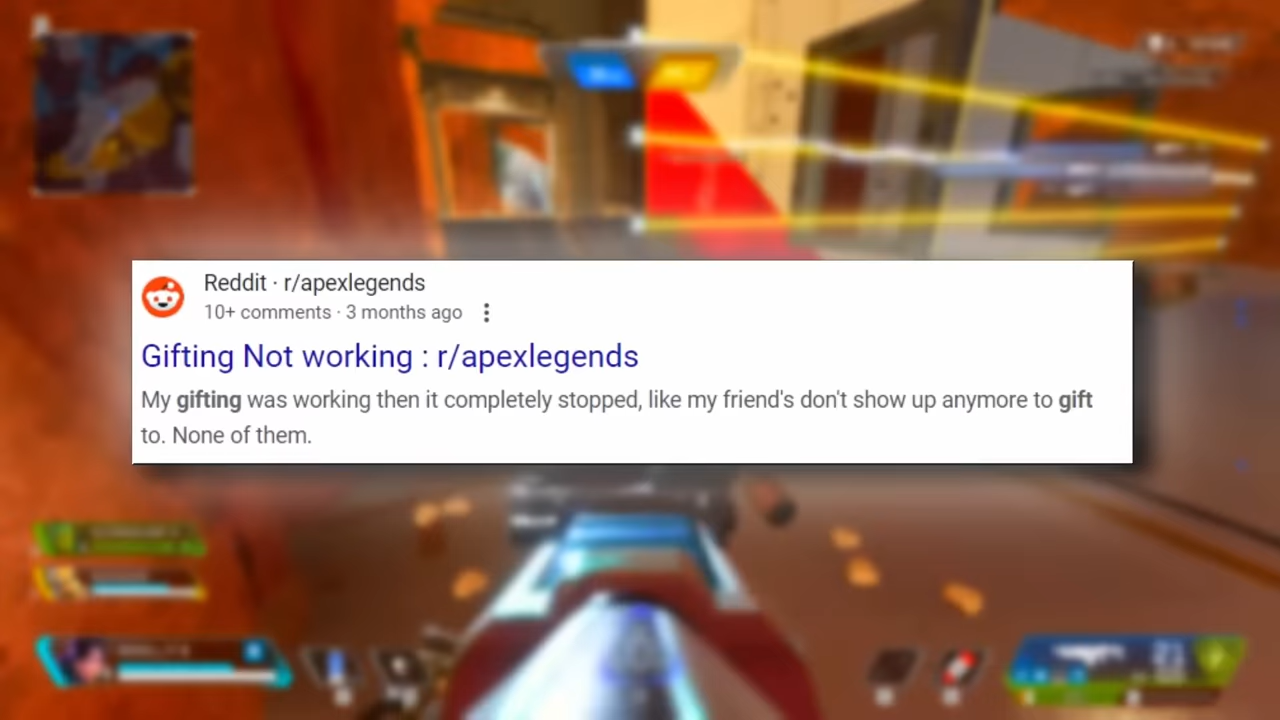 Reddit · r/apexlegends
10+ comments · 3 months ago
Gifting Not working : r/apexlegends
My gifting was working then it completely stopped, like my friend's don't show up anymore to gift
to. None of them.